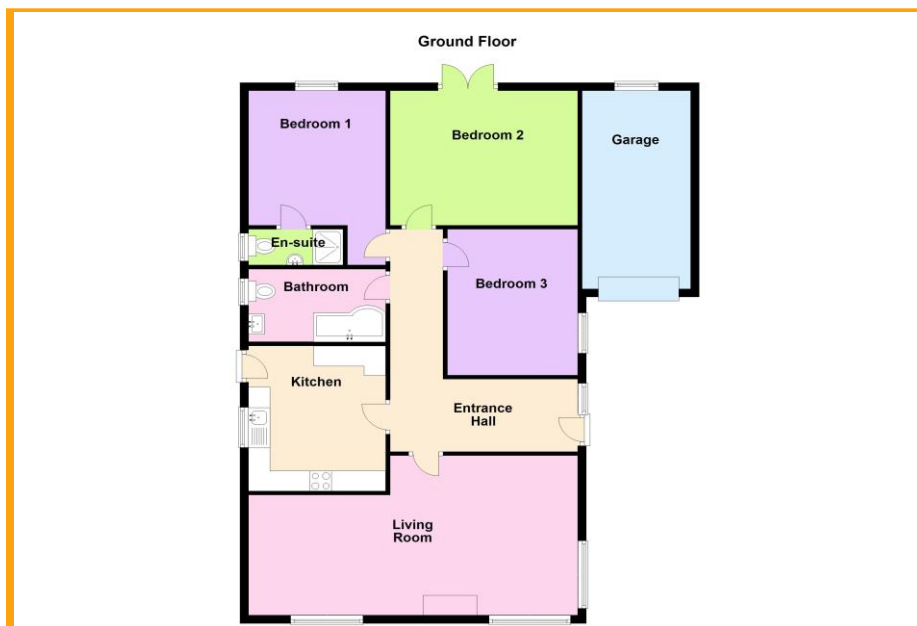 Ground Floor
Bedroom 1
Bedroom 2
Garage
En-suite
Bathroom
Bedroom 3
Kitchen
Entrance
Hall
Living
Room